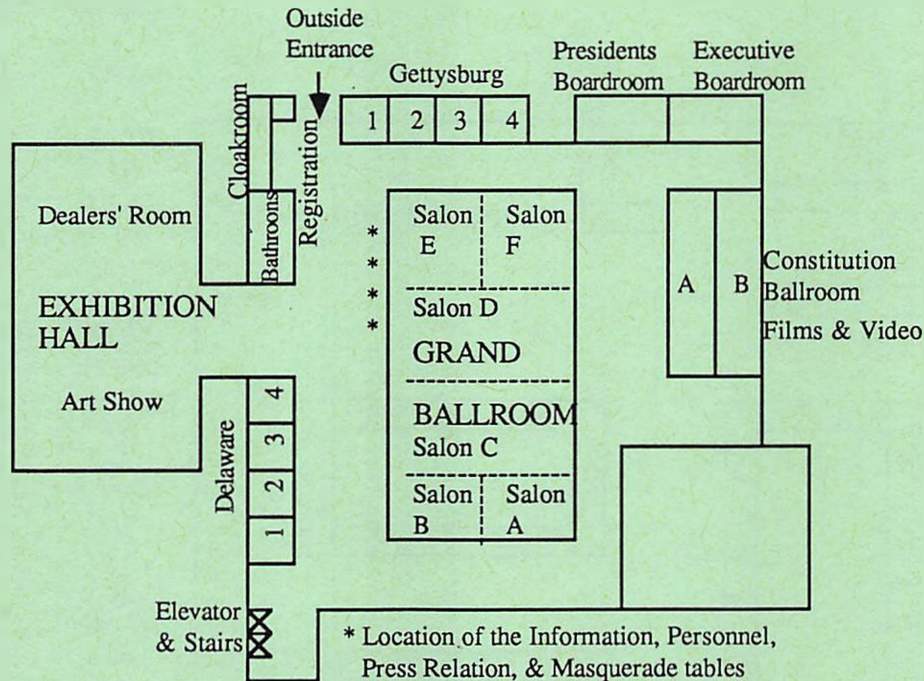 Outside
Entrance
Gettysburg
1 2 3 4
Presidents
Boardroom
Executive
Boardroom
Cloakroom
Bathroons
Registration
Dealers' Room
EXHIBITION
HALL
Art Show
*
*
*
*
Salon
E
Salon
F
Salon D
GRAND
BALLROOM
Salon C
Salon
B
Salon
A
A B
Constitution
Ballroom
Films & Video
Delaware
4
3
2
1
Elevator
& Stairs
* Location of the Information, Personnel,
Press Relation, & Masquerade tables